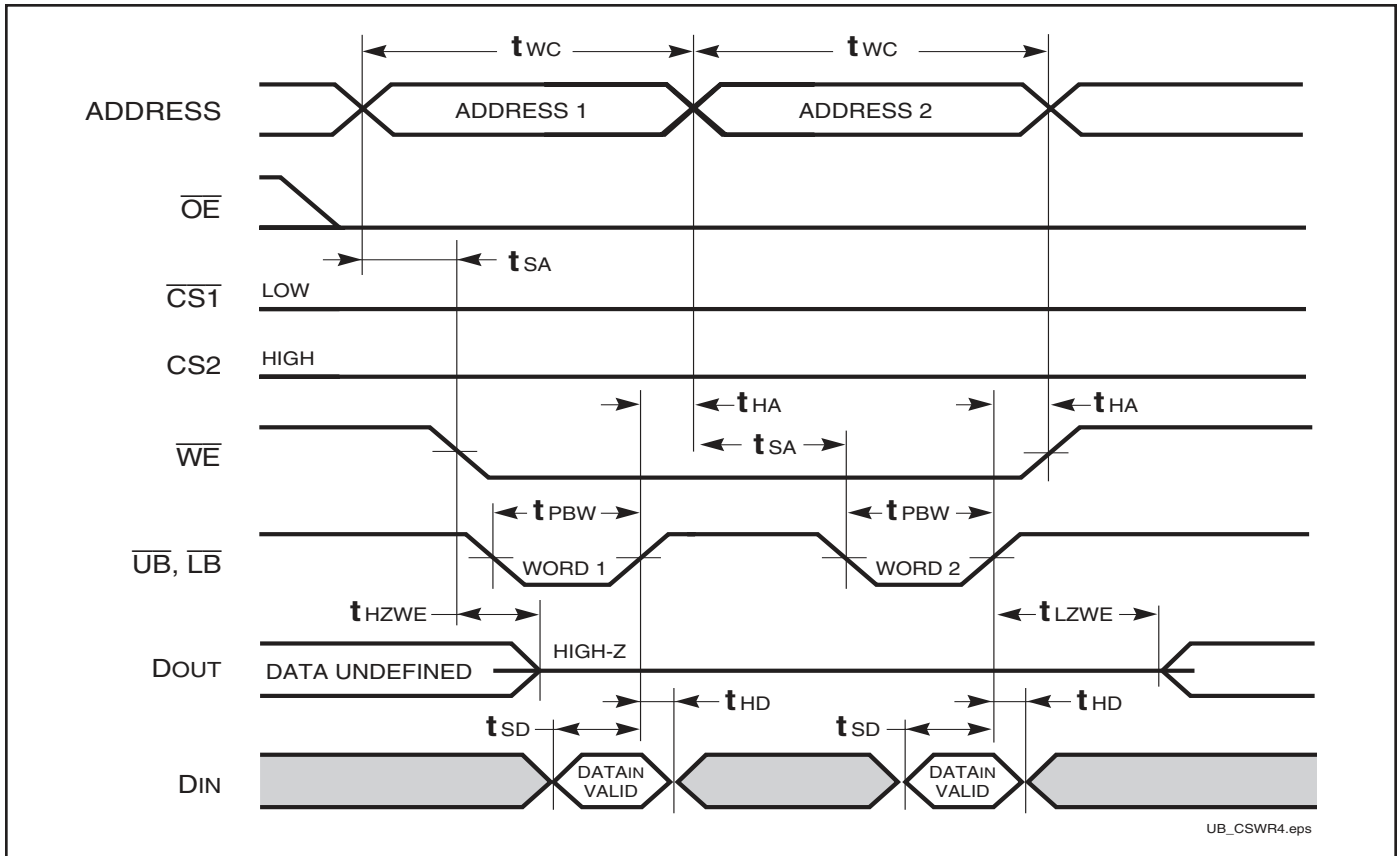 tWC tWC
ADDRESS ADDRESS 1 ADDRESS 2
OE
tSA
CS1 LOW
CS2 HIGH
tHA tHA
WE tSA
tPBW tPBW
UB, LB WORD 1 WORD 2
tHZWE tLZWE
DOUT DATA UNDEFINED HIGH-Z
tSD tHD tSD tHD
DIN DATAIN VALID DATAIN VALID
UB_CSWR4.eps